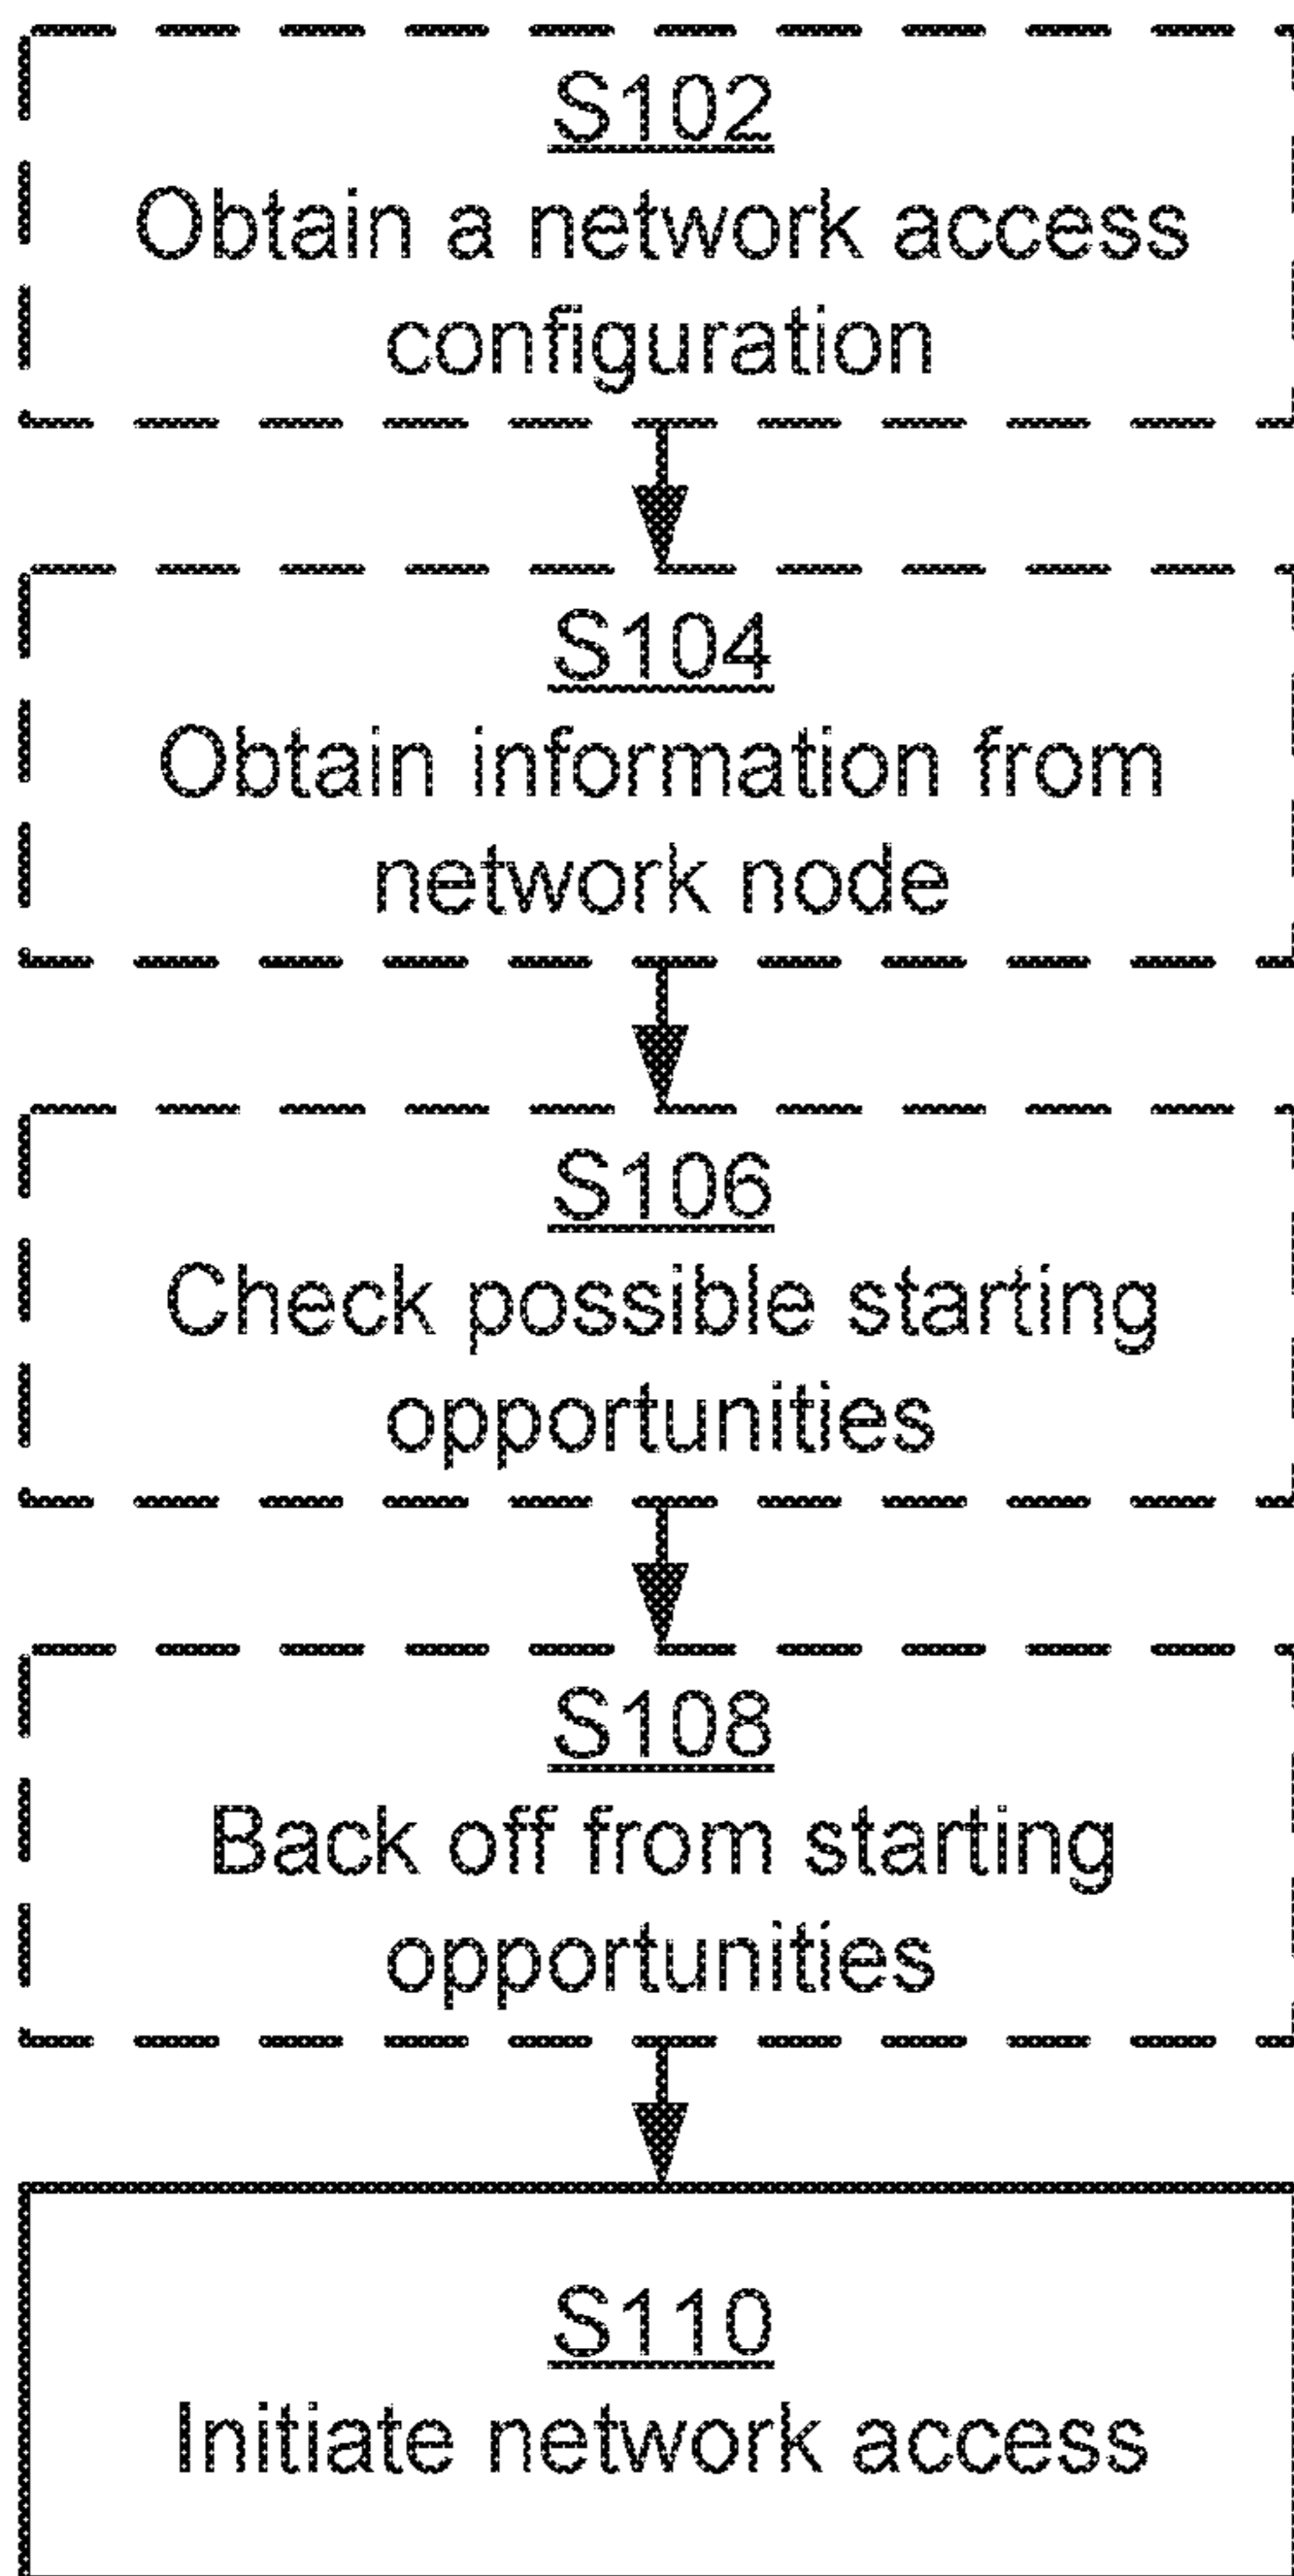 S102
Obtain a network access
configuration
S104
Obtain information from
network node
S106
Check possible starting
opportunities
S108
Back off from starting
opportunities
S110
Initiate network access